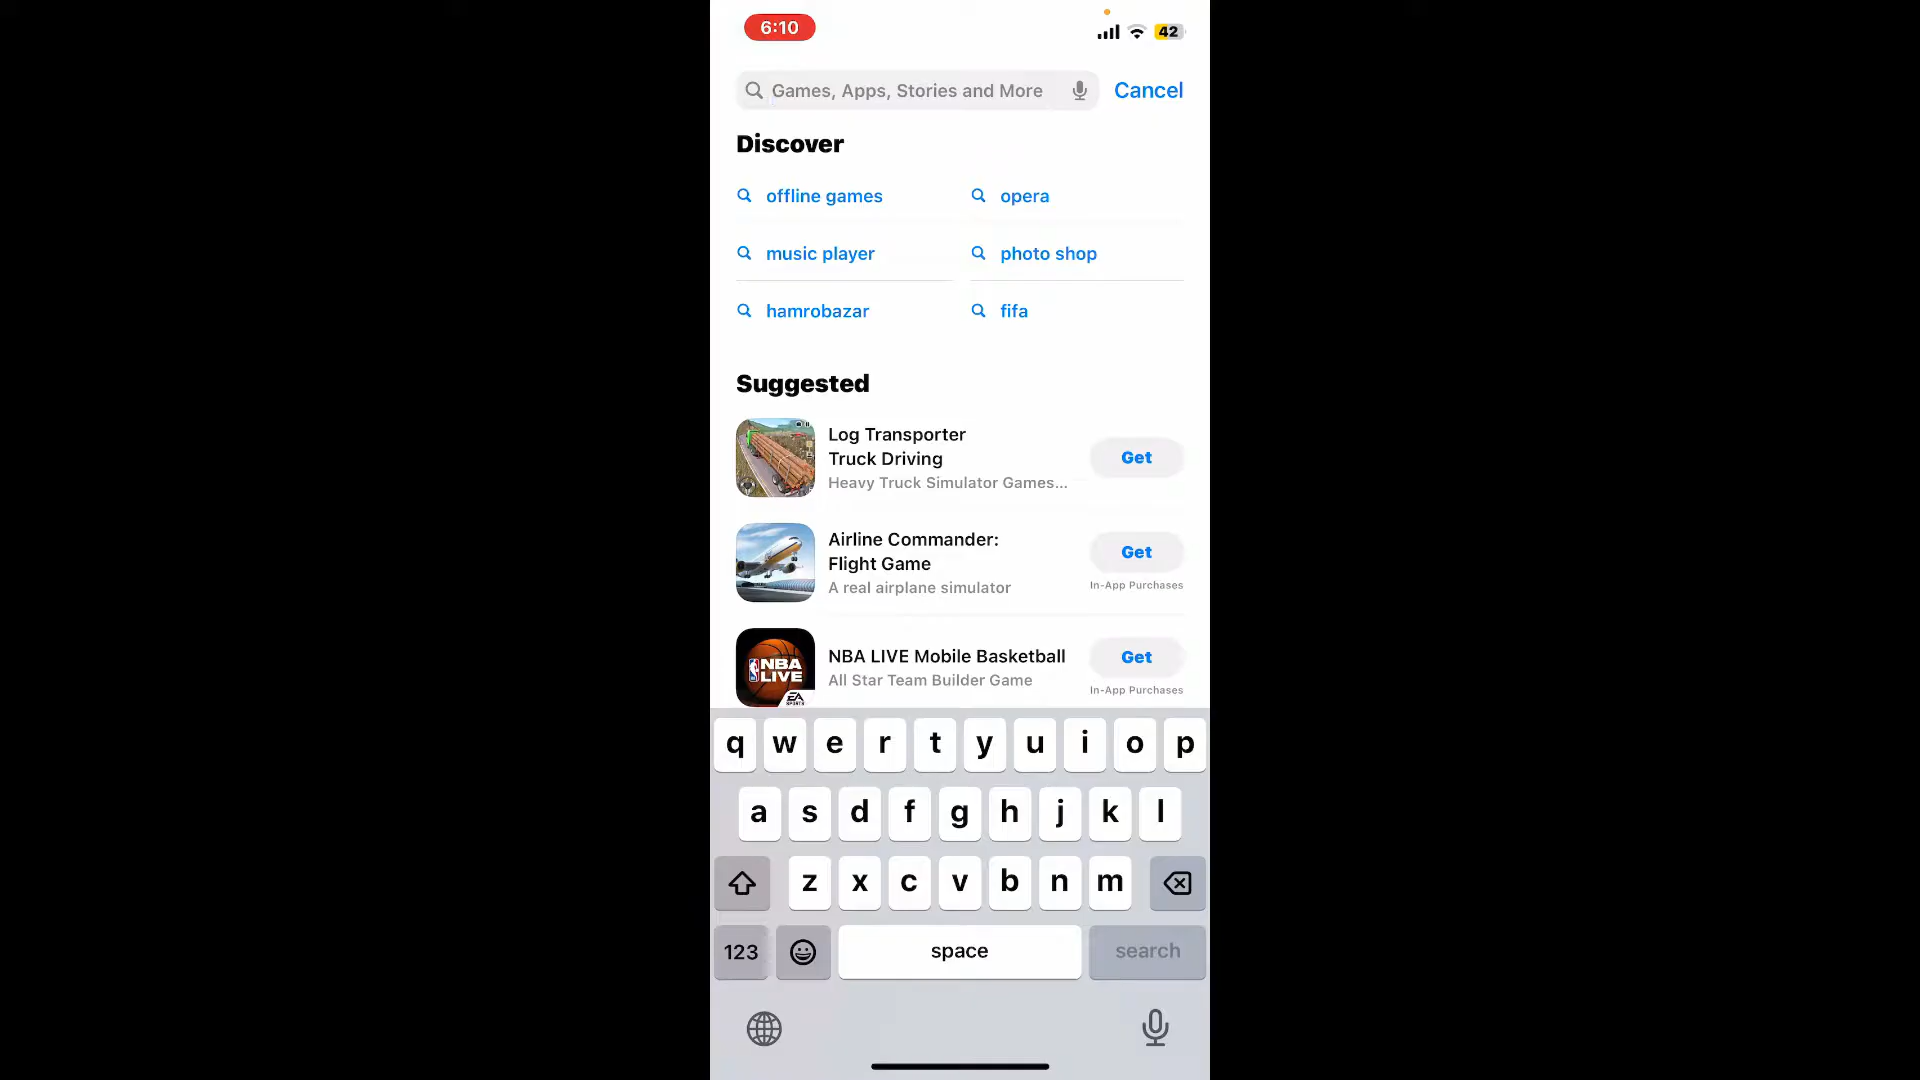 6:10
42
Games, Apps, Stories and More
Cancel
Discover
offline games
opera
music player
photo shop
hamrobazar
fifa
Suggested
Log Transporter
Truck Driving
Heavy Truck Simulator Games...
Get
Airline Commander:
Flight Game
A real airplane simulator
Get
In-App Purchases
NBA LIVE
EA
SPORTS
NBA LIVE Mobile Basketball
All Star Team Builder Game
Get
In-App Purchases
q w e r t y u i o p
a s d f g h j k l
z x c v b n m
123
space
search